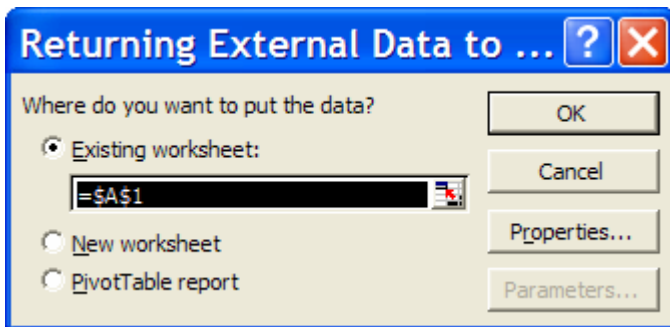 Returning External Data to ...
Where do you want to put the data?
OK
Existing worksheet:
Cancel
=$A$1
Properties...
New worksheet
PivotTable report
Parameters...